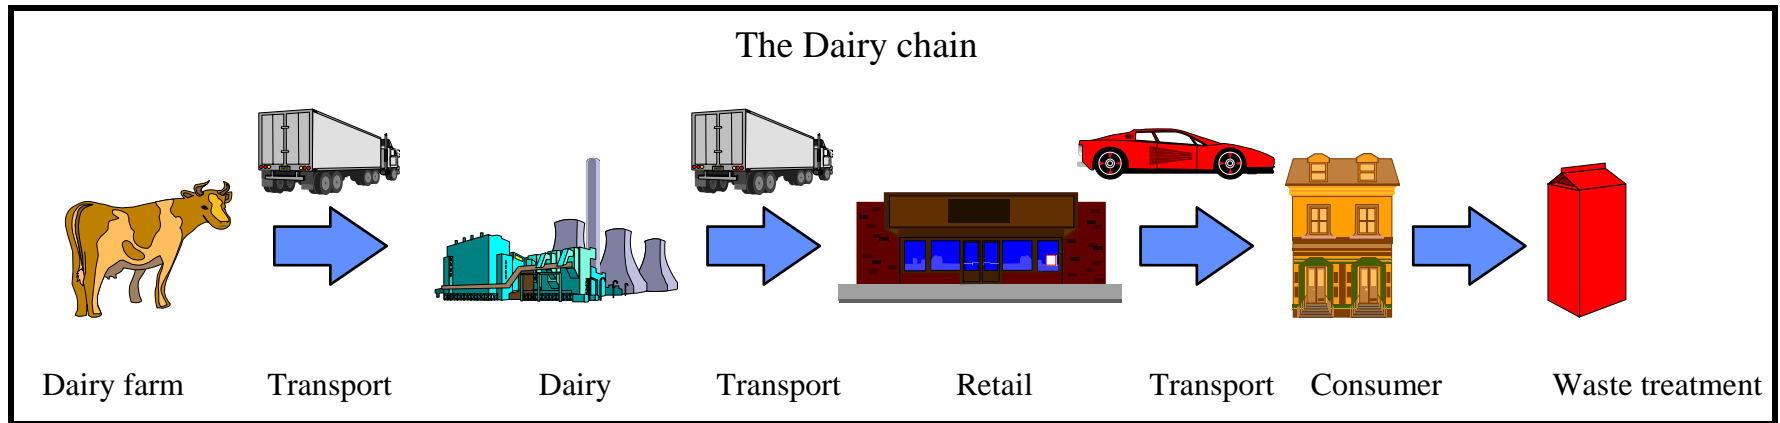 The Dairy chain
Dairy farm Transport Dairy Transport Retail Transport Consumer Waste treatment